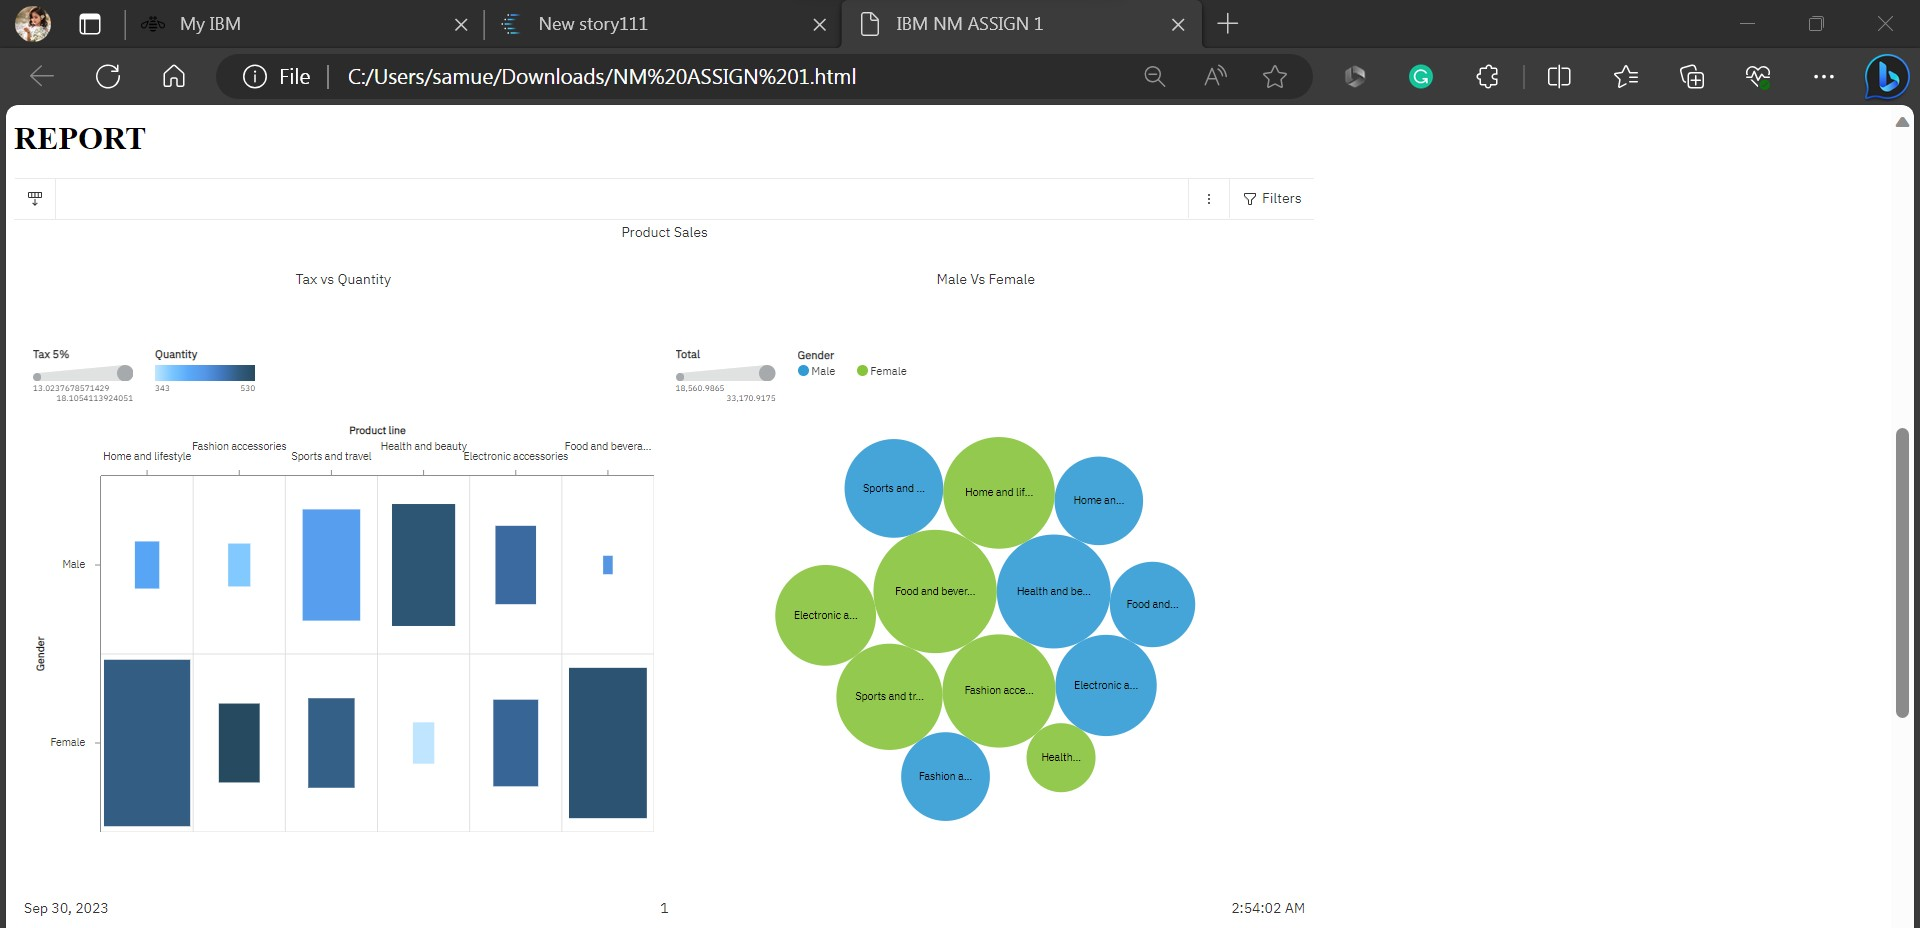 My IBM
New story111
IBM NM ASSIGN 1
File
C:/Users/samue/Downloads/NM%20ASSIGN%201.html
REPORT
Filters
Product Sales
Tax vs Quantity
Male Vs Female
Tax 5%
Quantity
13.0237678571429
18.1054113924051
343
530
Total
Gender
18,560.9865
33,170.9175
Male
Female
Product line
Fashion accessories
Health and beauty
Food and bevera...
Home and lifestyle
Sports and travel
Electronic accessories
Gender
Male
Female
Sports and ...
Home and lif...
Home an...
Food and bever...
Health and be...
Food and...
Electronic a...
Sports and tr...
Fashion acce...
Electronic a...
Fashion a...
Health...
Sep 30, 2023
1
2:54:02 AM